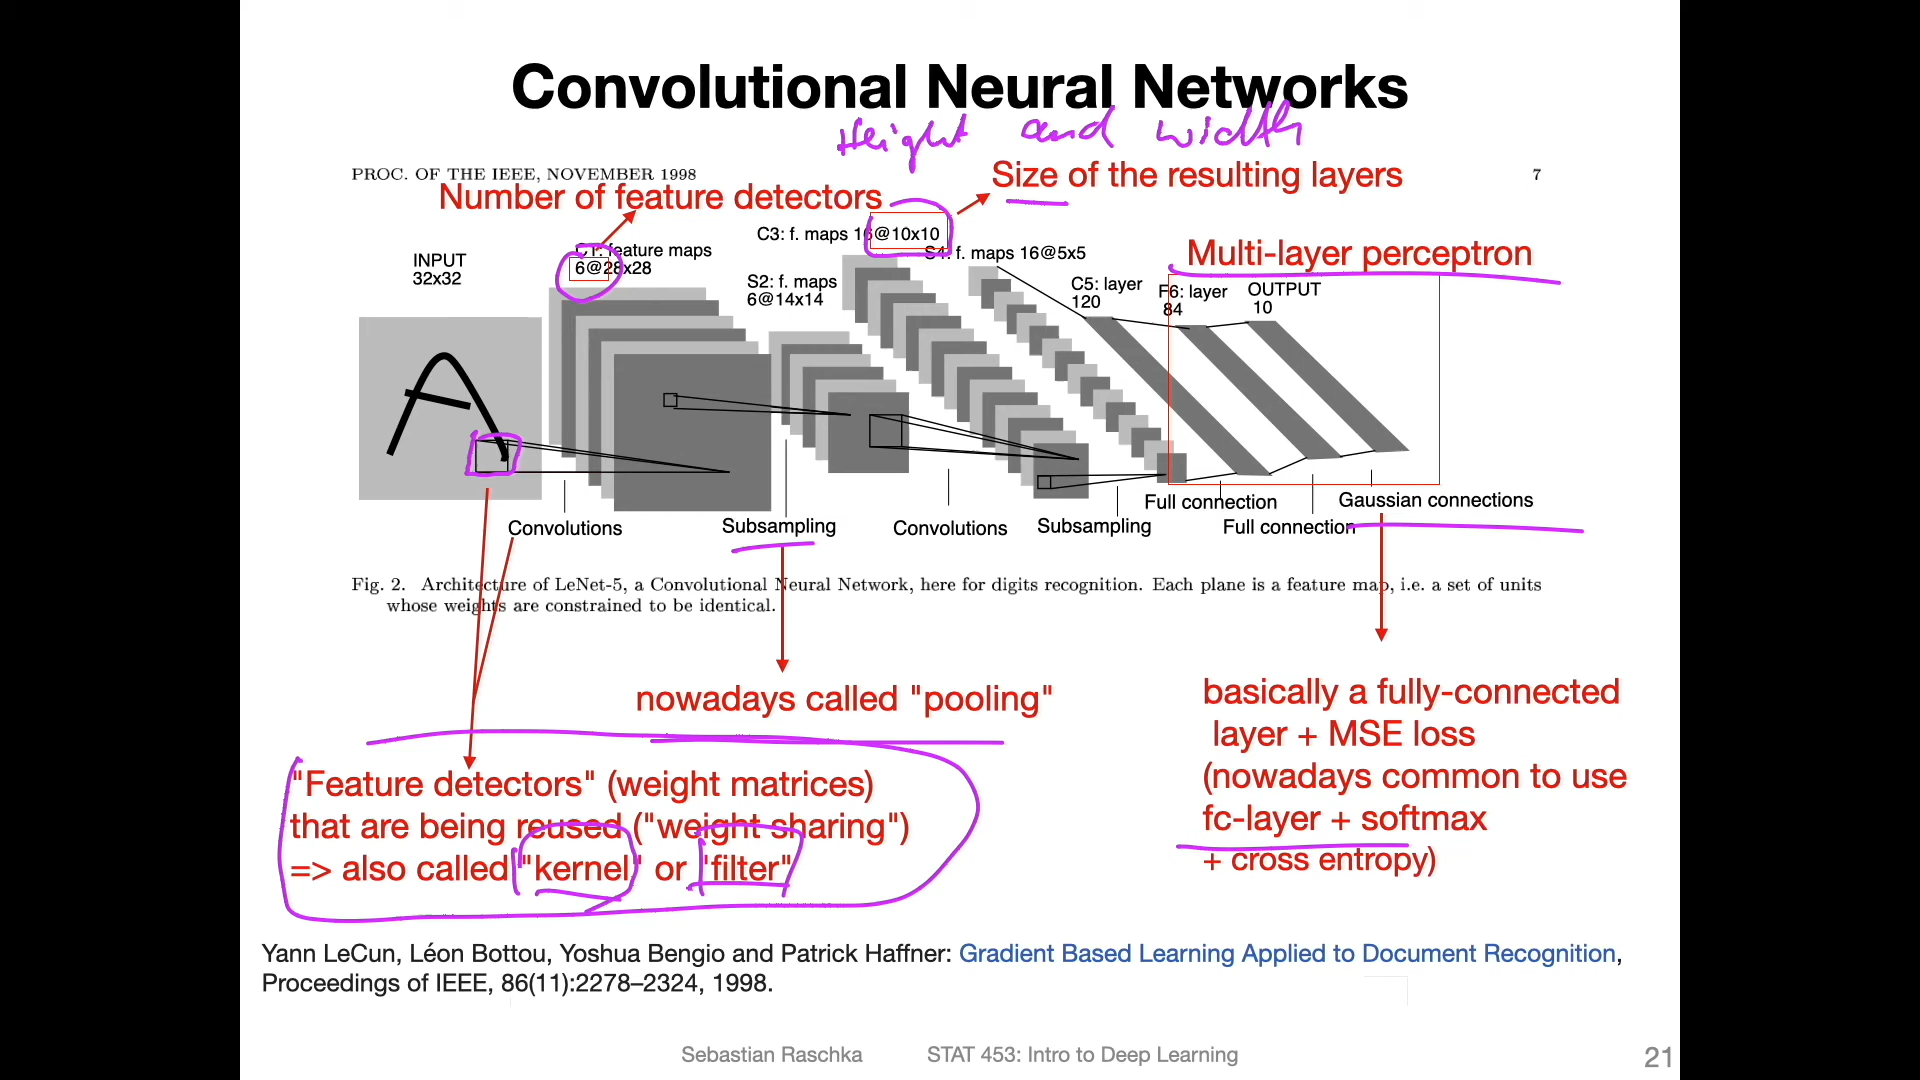 Convolutional Neural Networks
Height and width
PROC. OF THE IEEE, NOVEMBER 1998
7
Number of feature detectors
Size of the resulting layers
INPUT
32x32
C1: feature maps
6@28x28
S2: f. maps
6@14x14
C3: f. maps 16@10x10
S4: f. maps 16@5x5
Multi-layer perceptron
C5: layer
120
F6: layer
84
OUTPUT
10
Convolutions
Subsampling
Convolutions
Subsampling
Full connection
Full connection
Gaussian connections
Fig. 2. Architecture of LeNet-5, a Convolutional Neural Network, here for digits recognition. Each plane is a feature map, i.e. a set of units
whose weights are constrained to be identical.
nowadays called "pooling"
"Feature detectors" (weight matrices)
that are being reused ("weight sharing")
=> also called "kernel" or "filter"
basically a fully-connected
layer + MSE loss
(nowadays common to use
fc-layer + softmax
+ cross entropy)
Yann LeCun, Léon Bottou, Yoshua Bengio and Patrick Haffner: Gradient Based Learning Applied to Document Recognition,
Proceedings of IEEE, 86(11):2278–2324, 1998.
Sebastian Raschka
STAT 453: Intro to Deep Learning
21